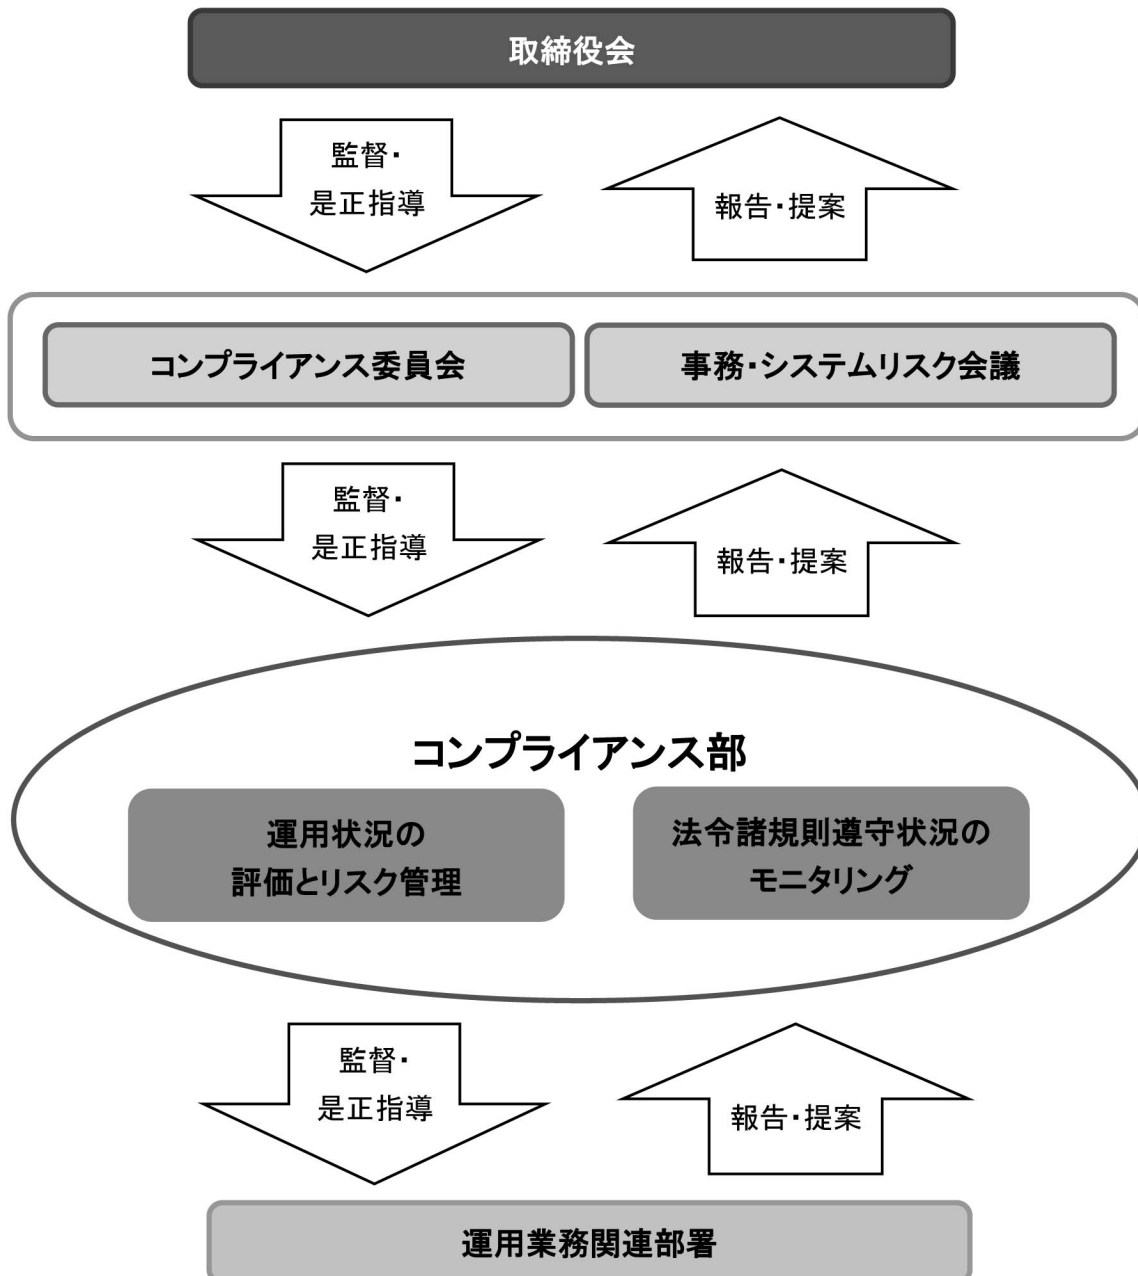 取締役会
監督・
是正指導
報告・提案
コンプライアンス委員会
事務・システムリスク会議
監督・
是正指導
報告・提案
コンプライアンス部
運用状況の
評価とリスク管理
法令諸規則遵守状況の
モニタリング
監督・
是正指導
報告・提案
運用業務関連部署